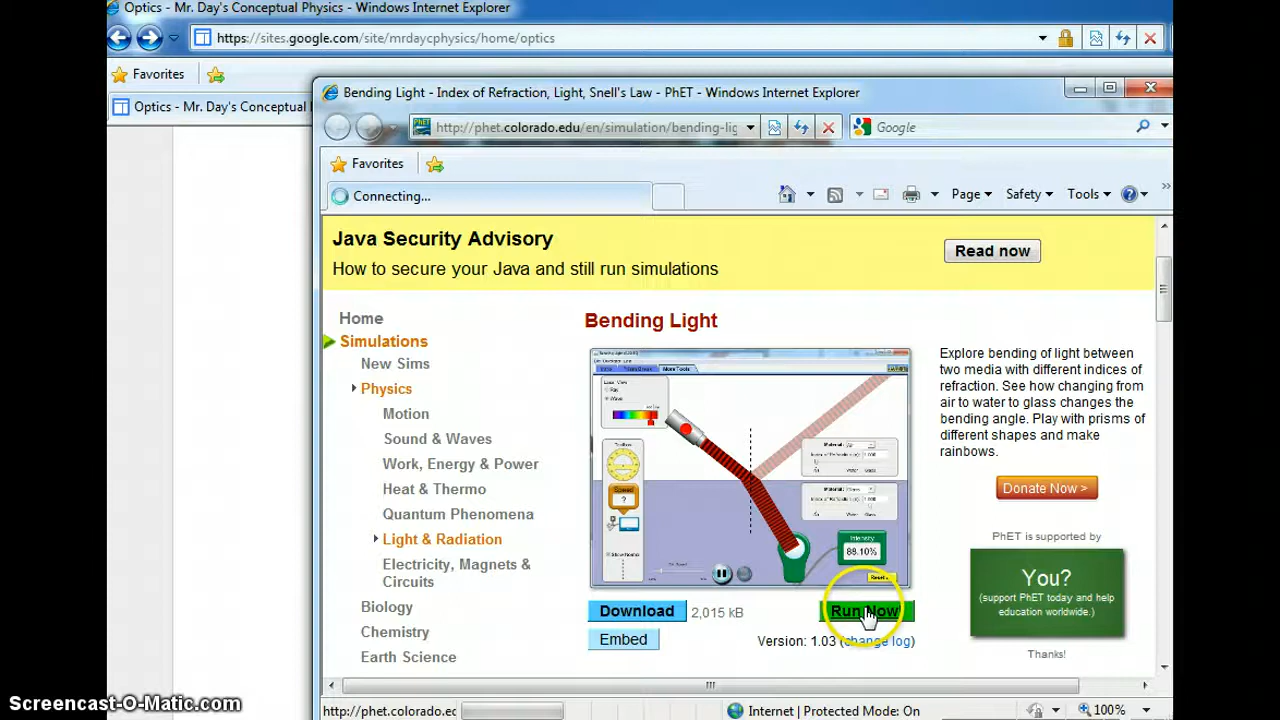 Optics - Mr. Day's Conceptual Physics - Windows Internet Explorer
https://sites.google.com/site/mrdaycphysics/home/optics
Favorites
Optics - Mr. Day's Conceptual
Bending Light - Index of Refraction, Light, Snell's Law - PhET - Windows Internet Explorer
http://phet.colorado.edu/en/simulation/bending-lig
Google
Favorites
Connecting...
Page
Safety
Tools
Java Security Advisory
How to secure your Java and still run simulations
Read now
Home
Simulations
New Sims
Physics
Motion
Sound & Waves
Work, Energy & Power
Heat & Thermo
Quantum Phenomena
Light & Radiation
Electricity, Magnets &
Circuits
Biology
Chemistry
Earth Science
Bending Light
More Tools
Intensity
88.10%
Speed
?
Download
2,015 kB
Run Now!
Embed
Version: 1.03 (change log)
Explore bending of light between
two media with different indices of
refraction. See how changing from
air to water to glass changes the
bending angle. Play with prisms of
different shapes and make
rainbows.
Donate Now >
PhET is supported by
You?
(support PhET today and help
education worldwide.)
Thanks!
http://phet.colorado.ec
Internet | Protected Mode: On
100%
Screencast-O-Matic.com